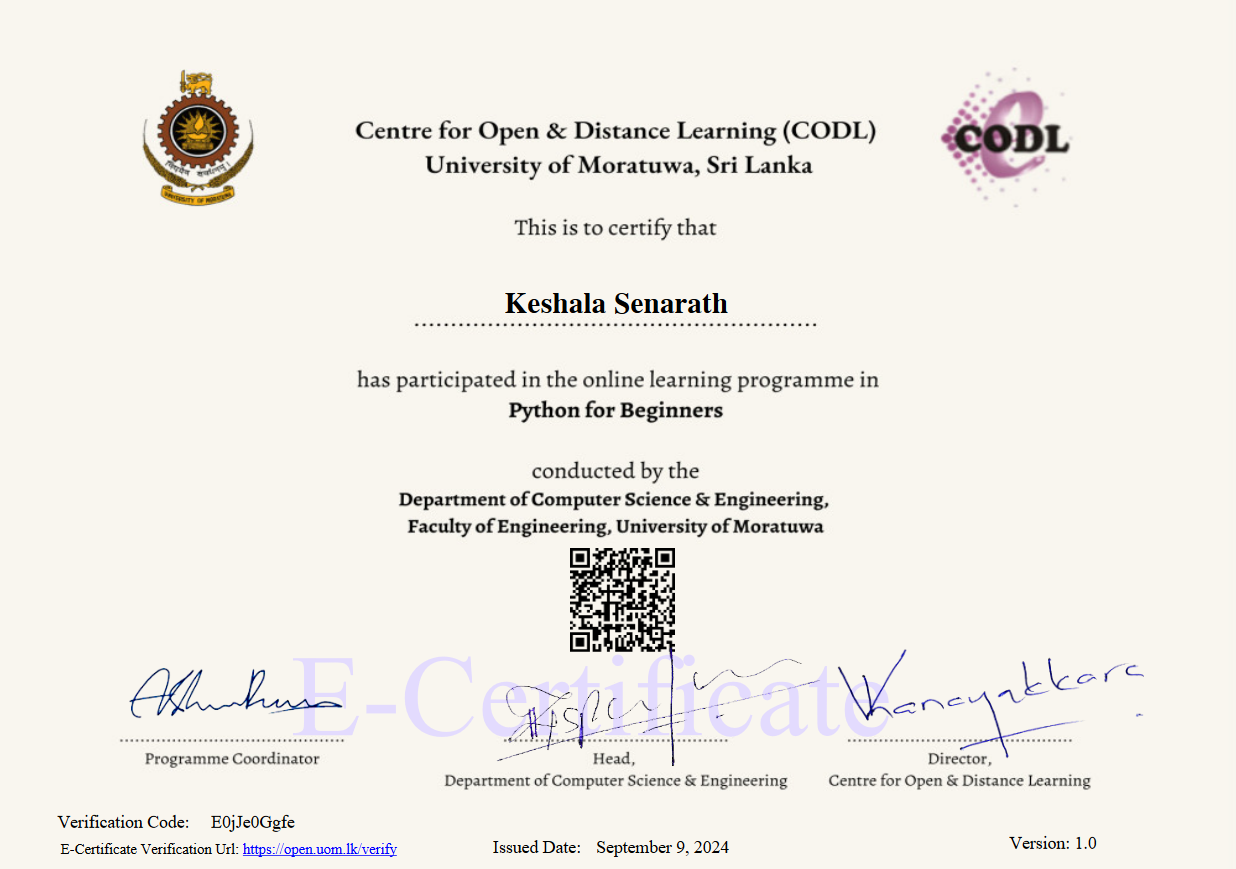 Centre for Open & Distance Learning (CODL)
University of Moratuwa, Sri Lanka
UNIVERSITY OF MORATUWA
CODL
This is to certify that
Keshala Senarath
has participated in the online learning programme in
Python for Beginners
conducted by the
Department of Computer Science & Engineering,
Faculty of Engineering, University of Moratuwa
E-Certificate
Programme Coordinator
Head,
Department of Computer Science & Engineering
Director,
Centre for Open & Distance Learning
Verification Code: E0jJe0Ggfe
E-Certificate Verification Url: https://open.uom.lk/verify
Issued Date: September 9, 2024
Version: 1.0